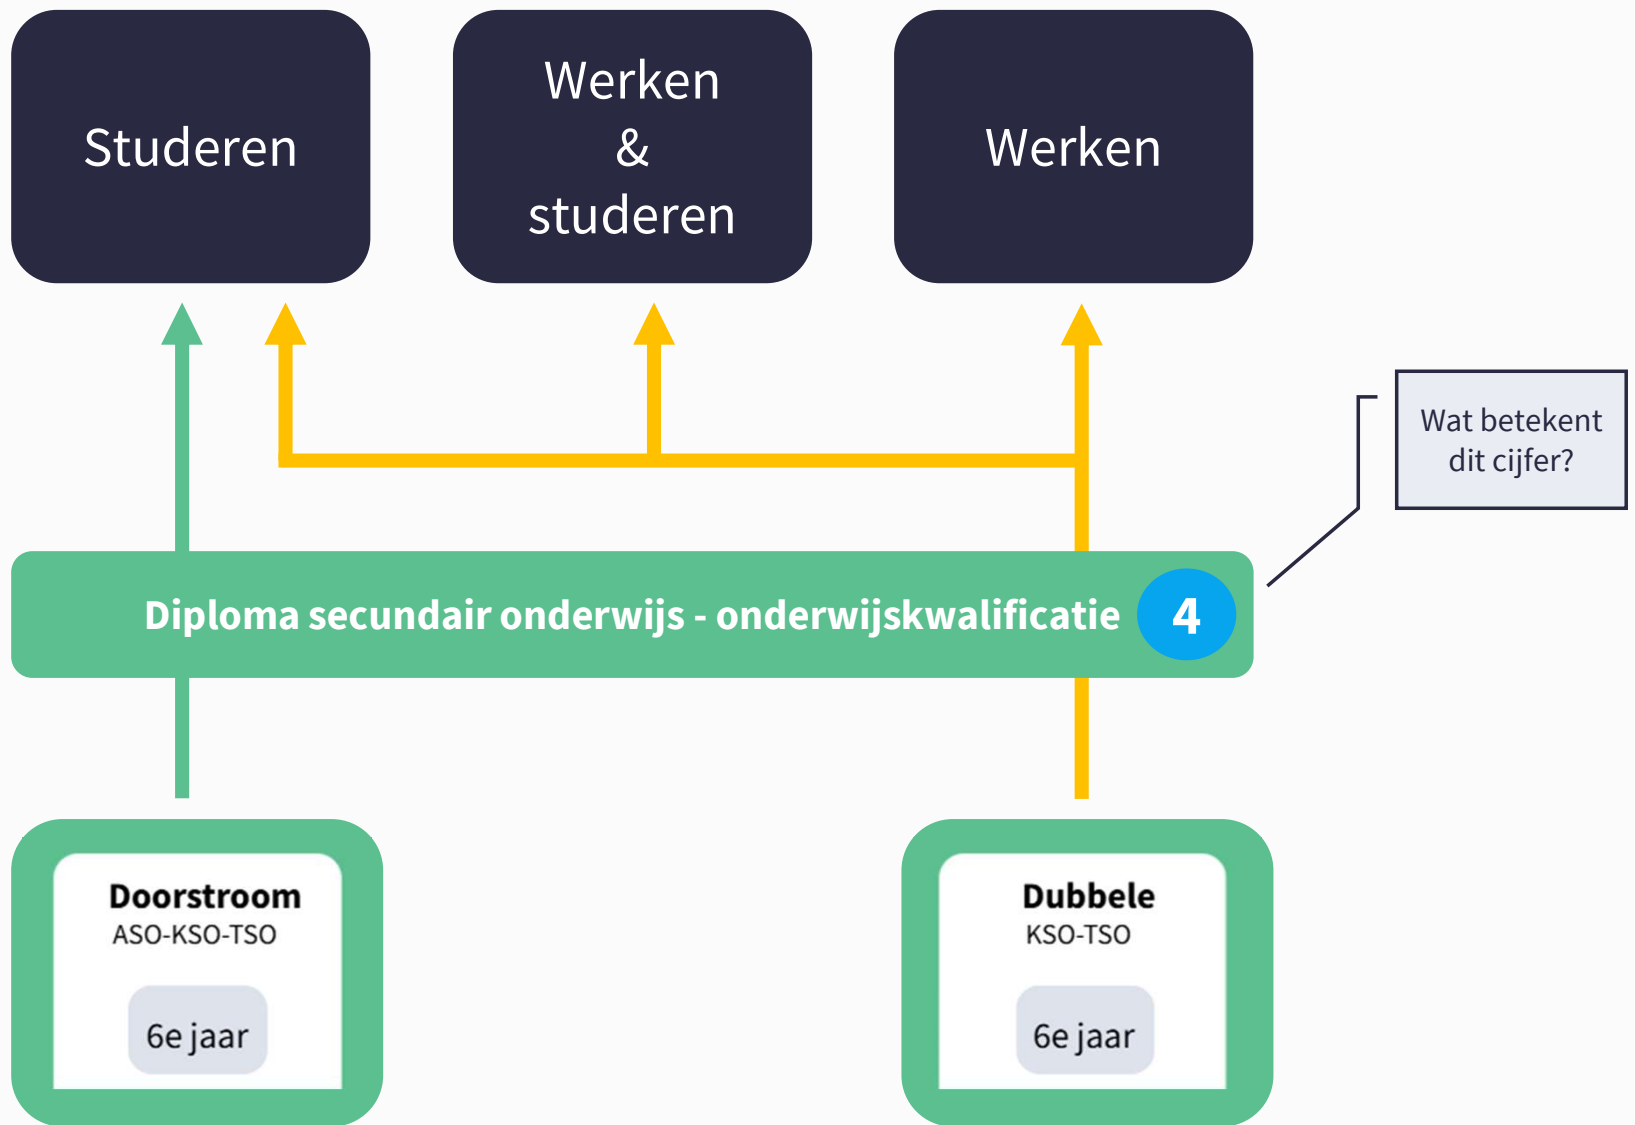 Studeren
Werken
&
studeren
Werken
Wat betekent
dit cijfer?
Diploma secundair onderwijs - onderwijskwalificatie 4
Doorstroom
ASO-KSO-TSO
6e jaar
Dubbele
KSO-TSO
6e jaar